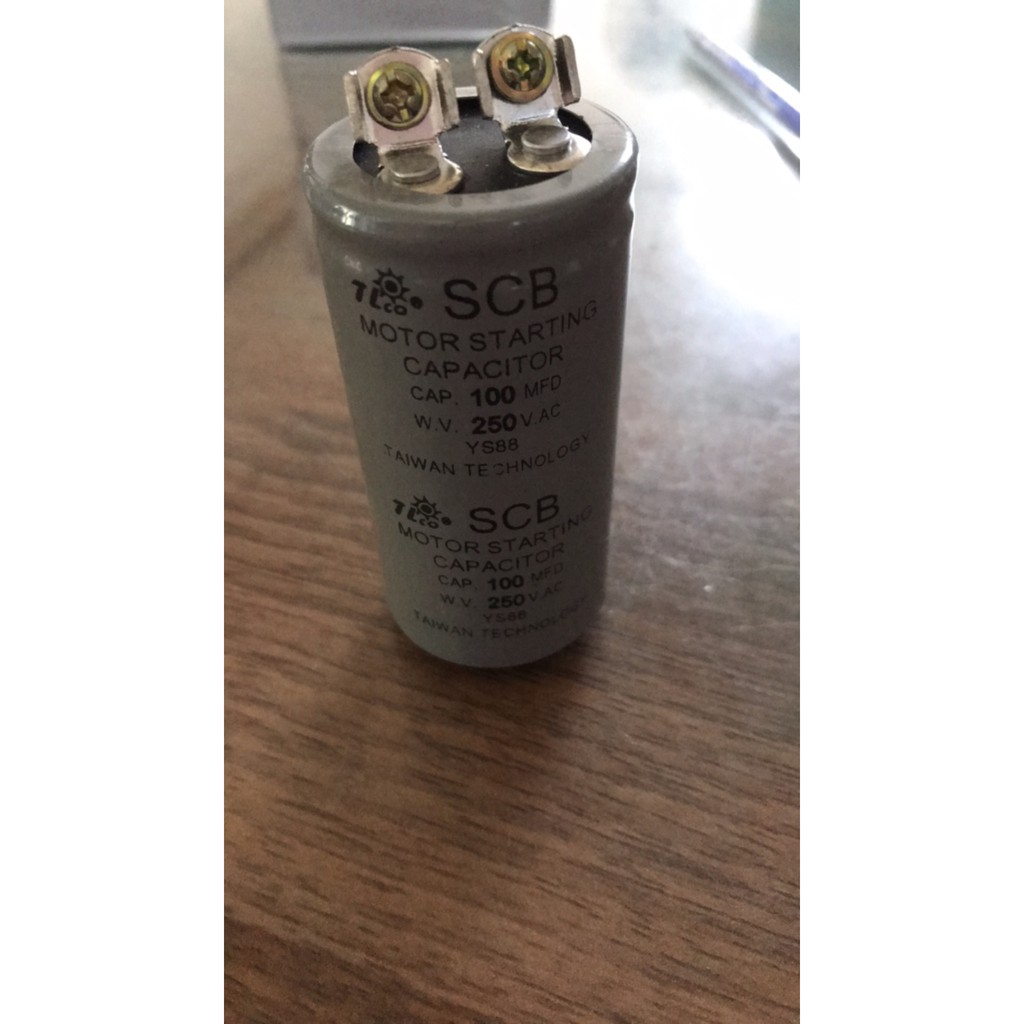 TLco SCB
MOTOR STARTING
CAPACITOR
CAP. 100 MFD
W.V. 250 V.AC
YS88
TAIWAN TECHNOLOGY
TLco SCB
MOTOR STARTING
CAPACITOR
CAP. 100 MFD
W.V. 250 V.AC
YS88
TAIWAN TECHNOLOGY